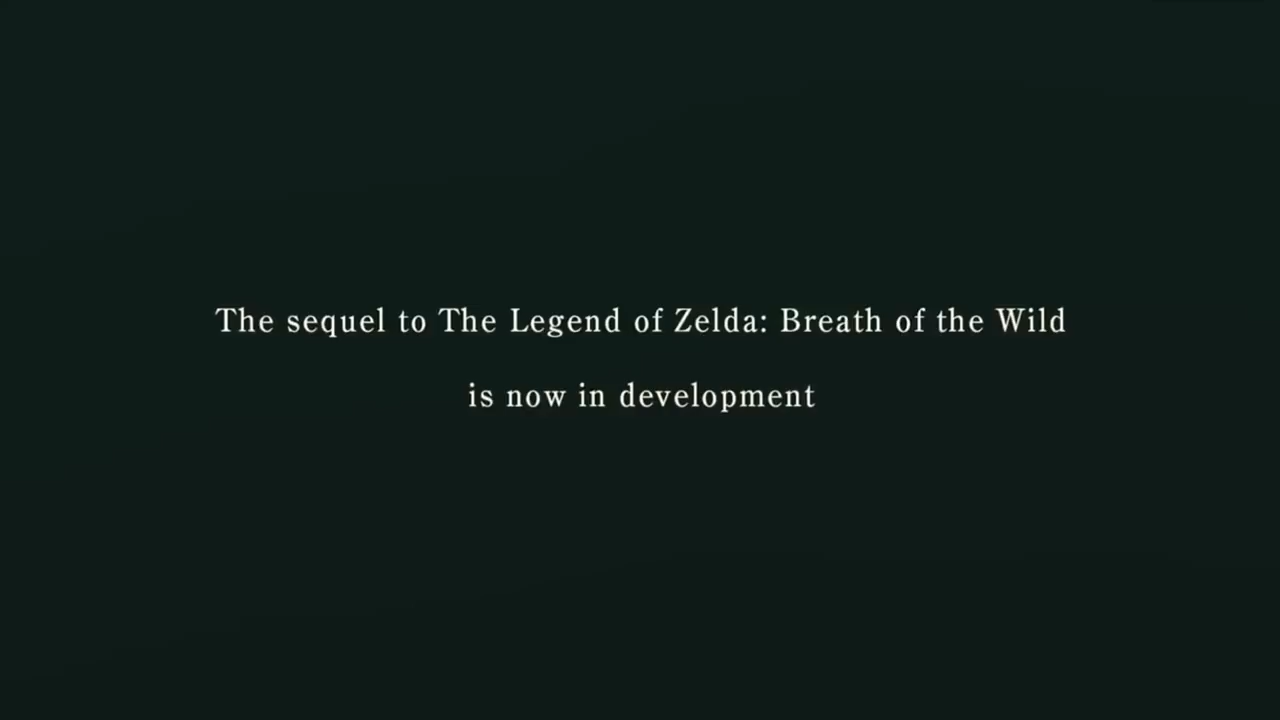 The sequel to The Legend of Zelda: Breath of the Wild
is now in development